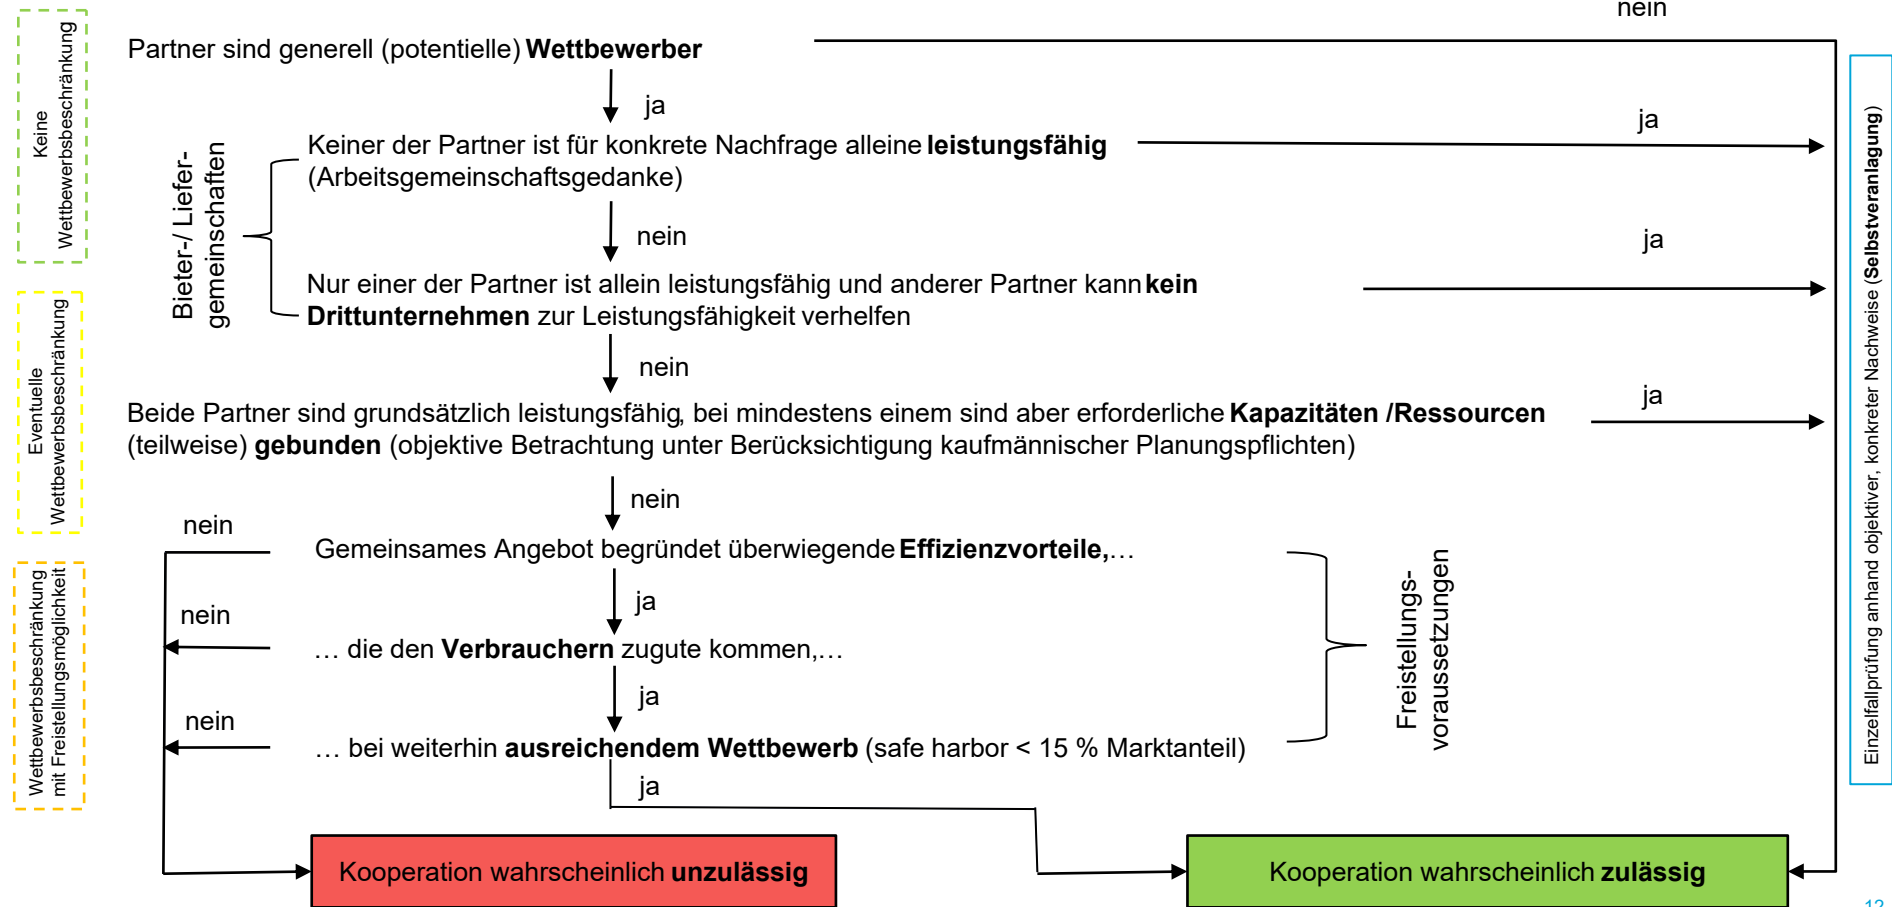 nein
Partner sind generell (potentielle) Wettbewerber
ja
Keiner der Partner ist für konkrete Nachfrage alleine leistungsfähig
(Arbeitsgemeinschaftsgedanke)
ja
nein
Nur einer der Partner ist allein leistungsfähig und anderer Partner kann kein
Drittunternehmen zur Leistungsfähigkeit verhelfen
ja
nein
Beide Partner sind grundsätzlich leistungsfähig, bei mindestens einem sind aber erforderliche Kapazitäten /Ressourcen
(teilweise) gebunden (objektive Betrachtung unter Berücksichtigung kaufmännischer Planungspflichten)
ja
nein
Gemeinsames Angebot begründet überwiegende Effizienzvorteile,…
nein
ja
… die den Verbrauchern zugute kommen,…
nein
ja
… bei weiterhin ausreichendem Wettbewerb (safe harbor < 15 % Marktanteil)
nein
ja
Kooperation wahrscheinlich unzulässig
Kooperation wahrscheinlich zulässig
Keine
Wettbewerbsbeschränkung
Eventuelle
Wettbewerbsbeschränkung
Wettbewerbsbeschränkung
mit Freistellungsmöglichkeit
Bieter-/ Liefer-
gemeinschaften
Freistellungs-
voraussetzungen
Einzelfallprüfung anhand objektiver, konkreter Nachweise (Selbstveranlagung)
12